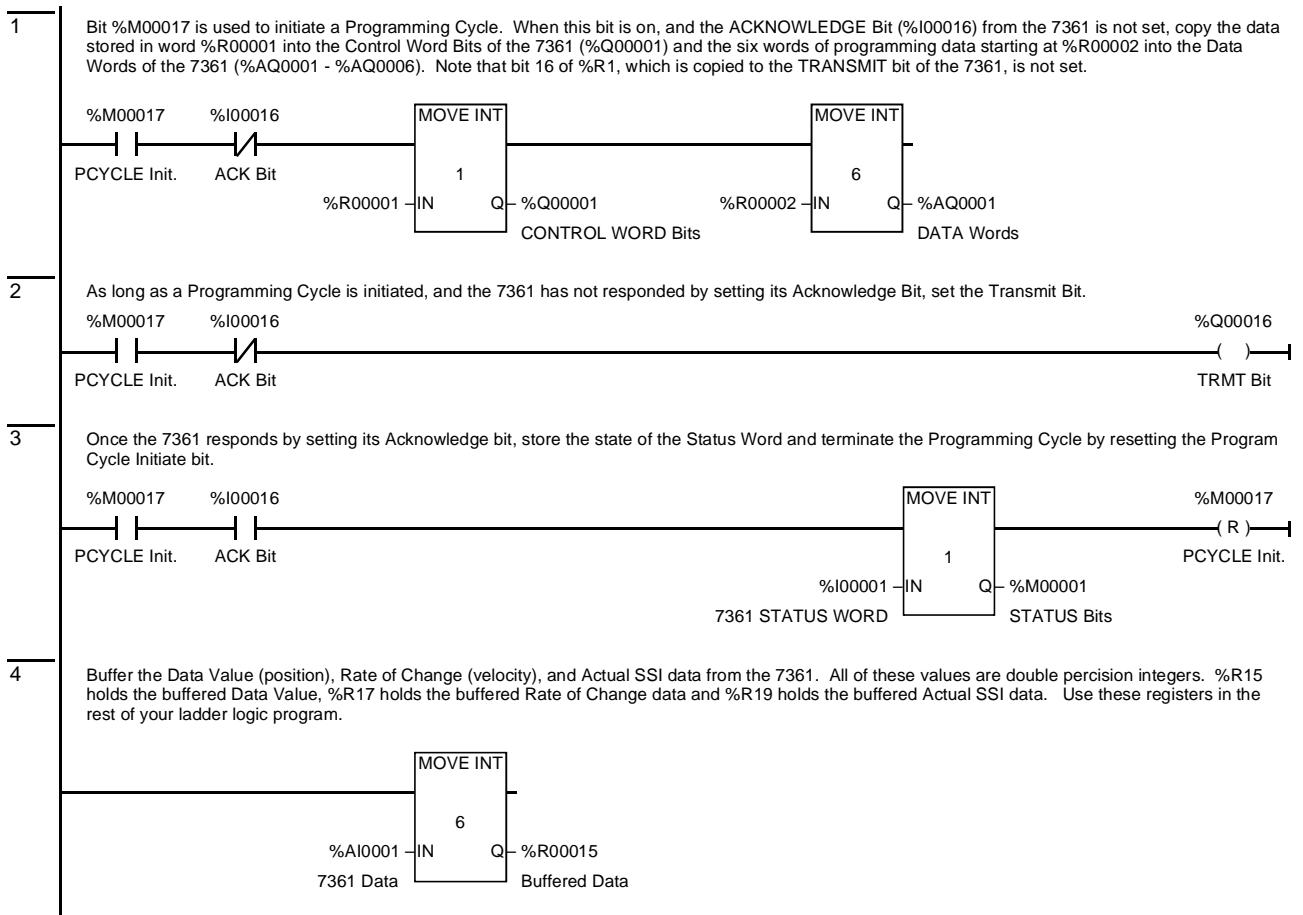 1
Bit %M00017 is used to initiate a Programming Cycle. When this bit is on, and the ACKNOWLEDGE Bit (%I00016) from the 7361 is not set, copy the data
stored in word %R00001 into the Control Word Bits of the 7361 (%Q00001) and the six words of programming data starting at %R00002 into the Data
Words of the 7361 (%AQ0001 - %AQ0006). Note that bit 16 of %R1, which is copied to the TRANSMIT bit of the 7361, is not set.
%M00017 %I00016 MOVE INT MOVE INT
PCYCLE Init. ACK Bit 1 6
%R00001 IN Q %Q00001 %R00002 IN Q %AQ0001
CONTROL WORD Bits DATA Words
2
As long as a Programming Cycle is initiated, and the 7361 has not responded by setting its Acknowledge Bit, set the Transmit Bit.
%M00017 %I00016 %Q00016
( )
PCYCLE Init. ACK Bit TRMT Bit
3
Once the 7361 responds by setting its Acknowledge bit, store the state of the Status Word and terminate the Programming Cycle by resetting the Program
Cycle Initiate bit.
%M00017 %I00016 MOVE INT %M00017
( R )
PCYCLE Init. ACK Bit 1 PCYCLE Init.
%I00001 IN Q %M00001
7361 STATUS WORD STATUS Bits
4
Buffer the Data Value (position), Rate of Change (velocity), and Actual SSI data from the 7361. All of these values are double percision integers. %R15
holds the buffered Data Value, %R17 holds the buffered Rate of Change data and %R19 holds the buffered Actual SSI data. Use these registers in the
rest of your ladder logic program.
MOVE INT
6
%AI0001 IN Q %R00015
7361 Data Buffered Data